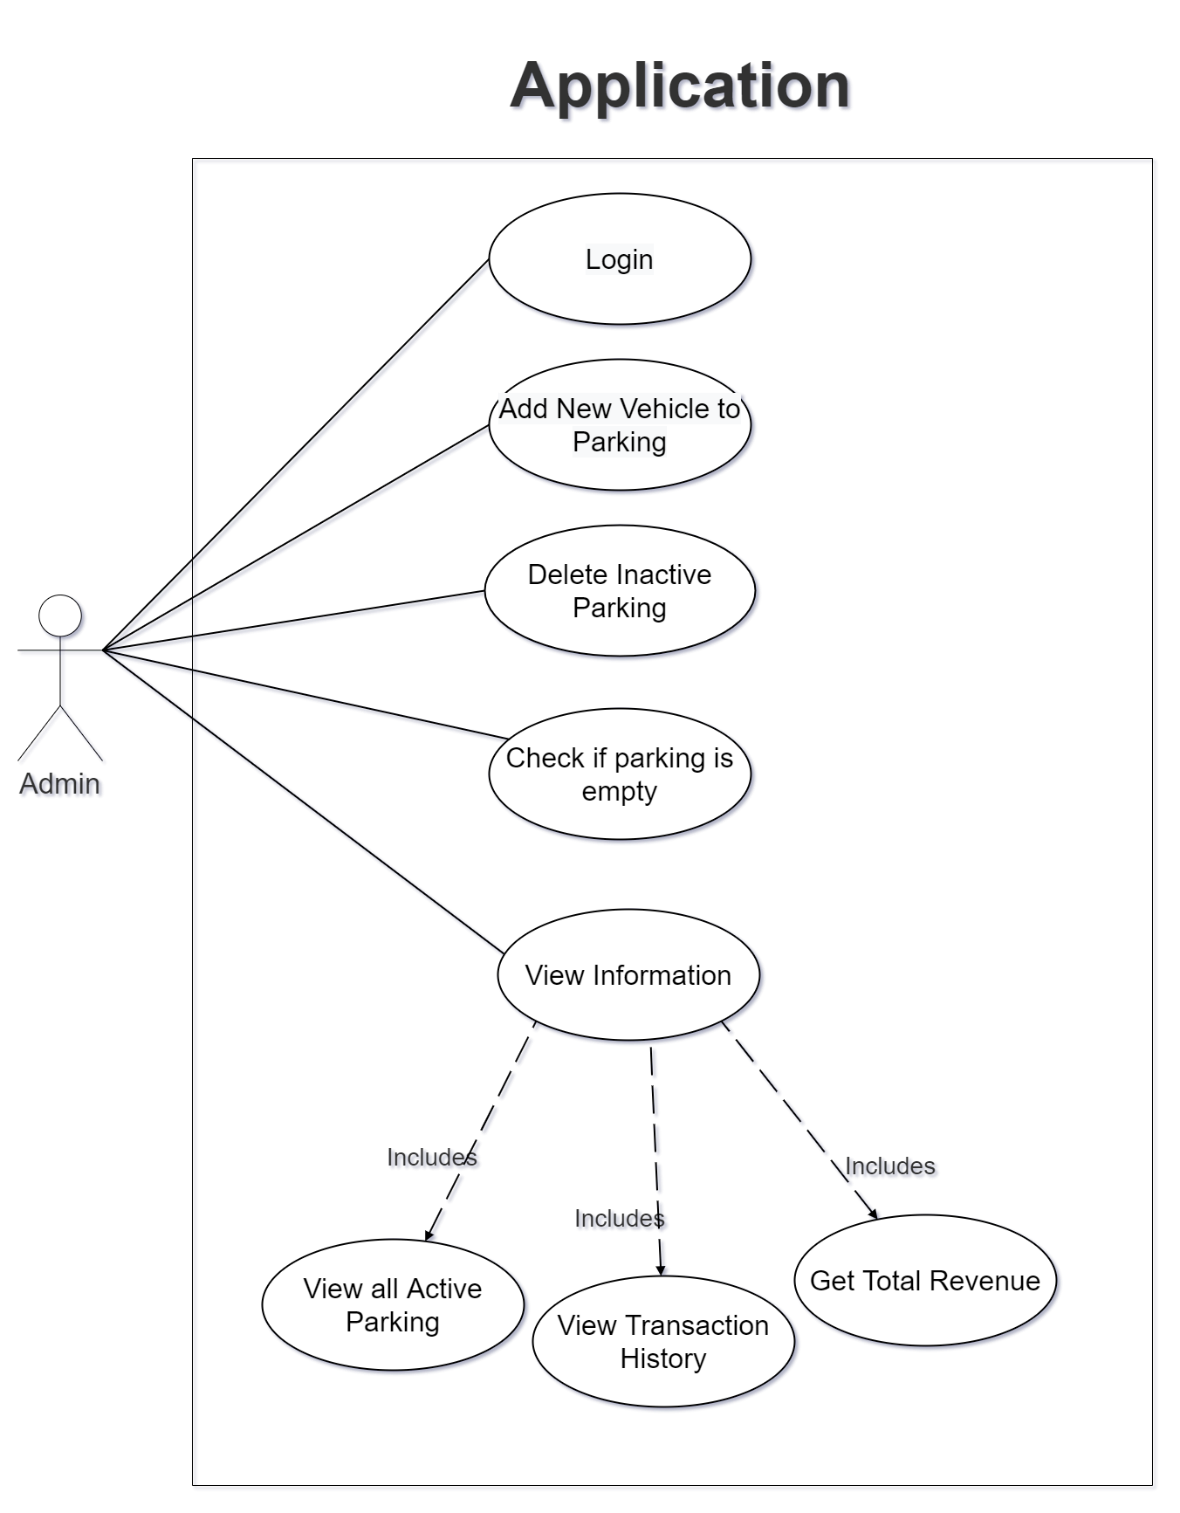 Application
Login
Add New Vehicle to
Parking
Delete Inactive
Parking
Admin
Check if parking is
empty
View Information
Includes
Includes
Includes
View all Active
Parking
View Transaction
History
Get Total Revenue